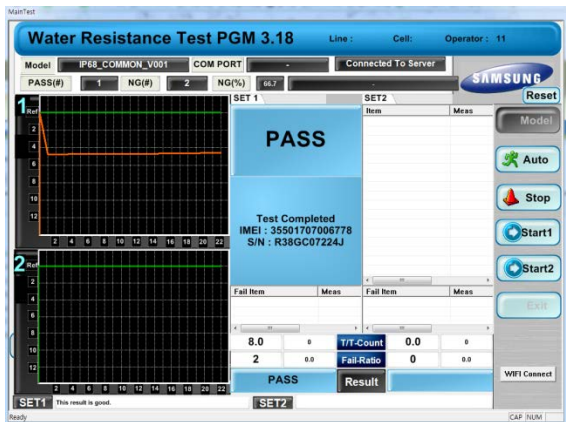 MainTest
Water Resistance Test PGM 3.18 Line : Cell: Operator : 11
Model IP68_COMMON_V001 COM PORT - Connected To Server
PASS(#) 1 NG(#) 2 NG(%) 66.7 - SAMSUNG
Reset
SET 1 SET2
Item Meas
Model
Auto
Stop
Start1
Start2
Exit
WIFI Connect
1
Ref
2
4
6
8
10
12
2 4 6 8 10 12 14 16 18 20 22
PASS
Test Completed
IMEI : 35501707006778
S/N : R38GC07224J
2
Ref
2
4
6
8
10
12
2 4 6 8 10 12 14 16 18 20 22
Fail Item Meas Fail Item Meas
8.0 0 T/T-Count 0.0 0
2 0.0 Fail-Ratio 0 0.0
PASS Result
SET1 This result is good. SET2
Ready CAP NUM